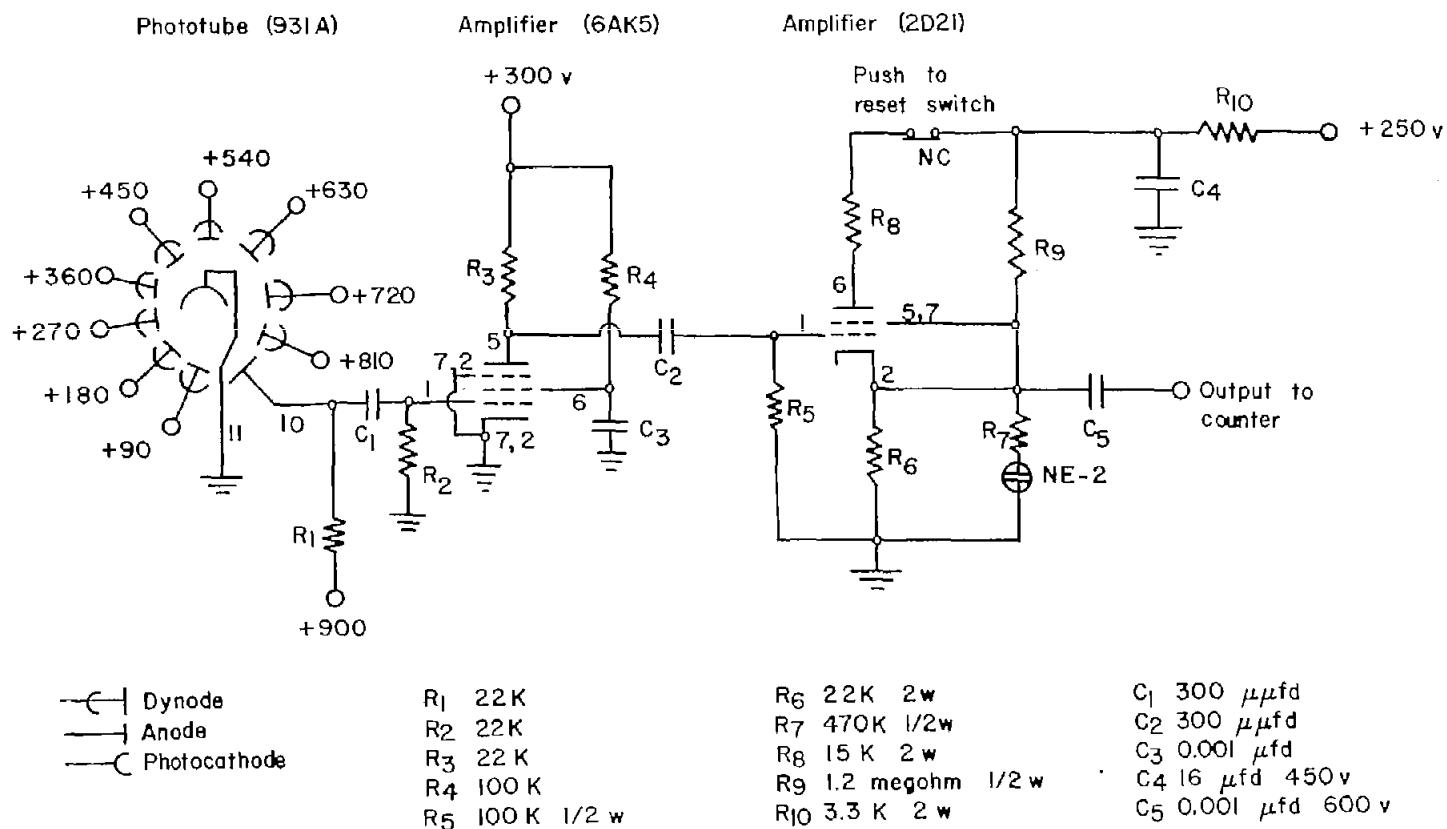 Phototube (931A)
Amplifier (6AK5)
Amplifier (2D21)
+300 v
Push to
reset switch
NC
R10
+250 v
C4
+540
+450
+630
+360
+720
+270
+810
+180
+90
11
10
C1
R1
+900
R2
1
7,2
7,2
5
6
R3
R4
C3
C2
R5
1
6
5,7
2
R8
R9
R6
R7
NE-2
C5
Output to
counter
Dynode
Anode
Photocathode
R1 22K
R2 22K
R3 22K
R4 100K
R5 100K 1/2 w
R6 22K 2w
R7 470K 1/2w
R8 15 K 2 w
R9 1.2 megohm 1/2 w
R10 3.3 K 2 w
C1 300 μμfd
C2 300 μμfd
C3 0.001 μfd
C4 16 μfd 450v
C5 0.001 μfd 600 v